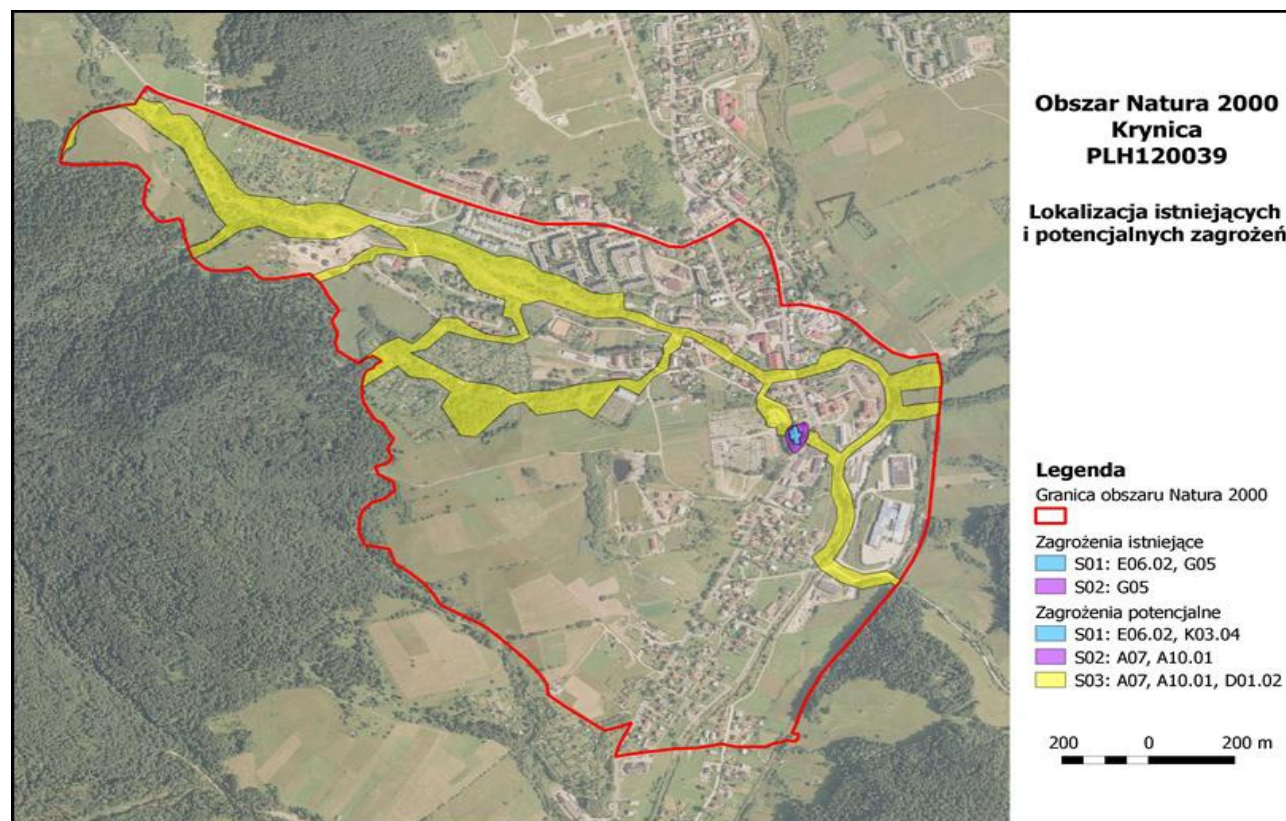 Obszar Natura 2000
Krynica
PLH120039
Lokalizacja istniejących
i potencjalnych zagrożeń
Legenda
Granica obszaru Natura 2000
Zagrożenia istniejące
S01: E06.02, G05
S02: G05
Zagrożenia potencjalne
S01: E06.02, K03.04
S02: A07, A10.01
S03: A07, A10.01, D01.02
200 0 200 m